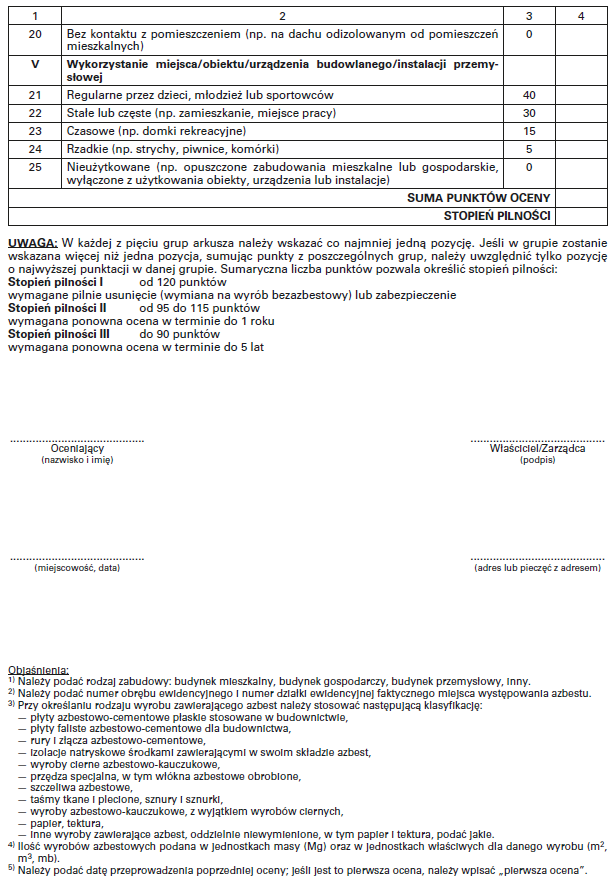 1 2 3 4
20 Bez kontaktu z pomieszczeniem (np. na dachu odizolowanym od pomieszczeń 0
mieszkalnych)
V Wykorzystanie miejsca/obiektu/urządzenia budowlanego/instalacji przemy-
słowej
21 Regularne przez dzieci, młodzież lub sportowców 40
22 Stałe lub częste (np. zamieszkanie, miejsce pracy) 30
23 Czasowe (np. domki rekreacyjne) 15
24 Rzadkie (np. strychy, piwnice, komórki) 5
25 Nieużytkowane (np. opuszczone zabudowania mieszkalne lub gospodarskie, 0
wyłączone z użytkowania obiekty, urządzenia lub instalacje)
SUMA PUNKTÓW OCENY
STOPIEŃ PILNOŚCI
UWAGA: W każdej z pięciu grup arkusza należy wskazać co najmniej jedną pozycję. Jeśli w grupie zostanie
wskazana więcej niż jedna pozycja, sumując punkty z poszczególnych grup, należy uwzględnić tylko pozycję
o najwyższej punktacji w danej grupie. Sumaryczna liczba punktów pozwala określić stopień pilności:
Stopień pilności I od 120 punktów
wymagane pilnie usunięcie (wymiana na wyrób bezazbestowy) lub zabezpieczenie
Stopień pilności II od 95 do 115 punktów
wymagana ponowna ocena w terminie do 1 roku
Stopień pilności III do 90 punktów
wymagana ponowna ocena w terminie do 5 lat
........................................... ...........................................
Oceniający Właściciel/Zarządca
(nazwisko i imię) (podpis)
........................................... ...........................................
(miejscowość, data) (adres lub pieczęć z adresem)
Objaśnienia:
1) Należy podać rodzaj zabudowy: budynek mieszkalny, budynek gospodarczy, budynek przemysłowy, inny.
2) Należy podać numer obrębu ewidencyjnego i numer działki ewidencyjnej faktycznego miejsca występowania azbestu.
3) Przy określaniu rodzaju wyrobu zawierającego azbest należy stosować następującą klasyfikację:
— płyty azbestowo-cementowe płaskie stosowane w budownictwie,
— płyty faliste azbestowo-cementowe dla budownictwa,
— rury i złącza azbestowo-cementowe,
— izolacje natryskowe środkami zawierającymi w swoim składzie azbest,
— wyroby cierne azbestowo-kauczukowe,
— przędza specjalna, w tym włókna azbestowe obrobione,
— szczeliwa azbestowe,
— taśmy tkane i plecione, sznury i sznurki,
— wyroby azbestowo-kauczukowe, z wyjątkiem wyrobów ciernych,
— papier, tektura,
— inne wyroby zawierające azbest, oddzielnie niewymienione, w tym papier i tektura, podać jakie.
4) Ilość wyrobów azbestowych podana w jednostkach masy (Mg) oraz w jednostkach właściwych dla danego wyrobu (m²,
m³, mb).
5) Należy podać datę przeprowadzenia poprzedniej oceny; jeśli jest to pierwsza ocena, należy wpisać „pierwsza ocena”.